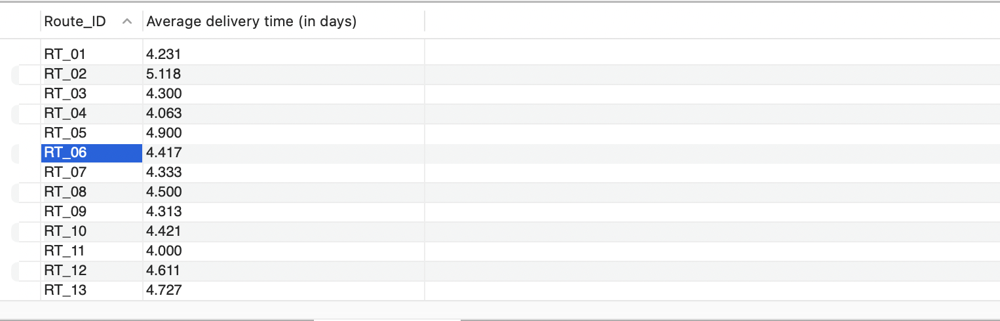 Route_ID Average delivery time (in days)
RT_01 4.231
RT_02 5.118
RT_03 4.300
RT_04 4.063
RT_05 4.900
RT_06 4.417
RT_07 4.333
RT_08 4.500
RT_09 4.313
RT_10 4.421
RT_11 4.000
RT_12 4.611
RT_13 4.727